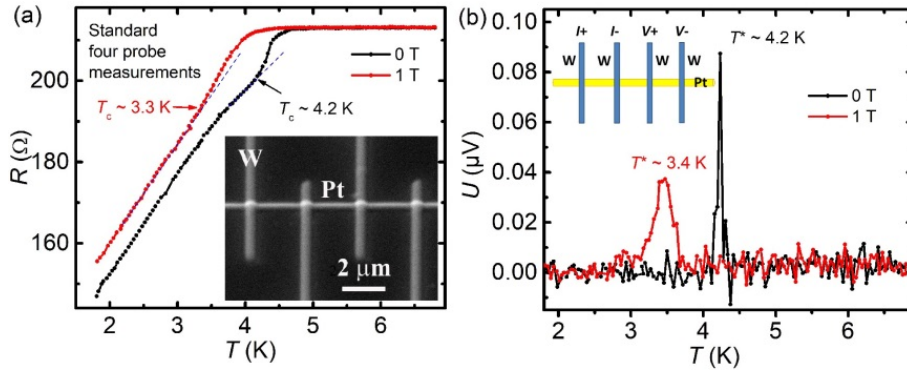 (a)
Standard
four probe
measurements
0 T
1 T
Tc ~ 3.3 K
Tc ~ 4.2 K
W
Pt
2 μm
R (Ω)
200
180
160
2 3 4 5 6
T (K)
(b)
I+ I- V+ V-
W W W W
Pt
T* ~ 4.2 K
0 T
1 T
T* ~ 3.4 K
U (μV)
0.10
0.08
0.06
0.04
0.02
0.00
2 3 4 5 6
T (K)